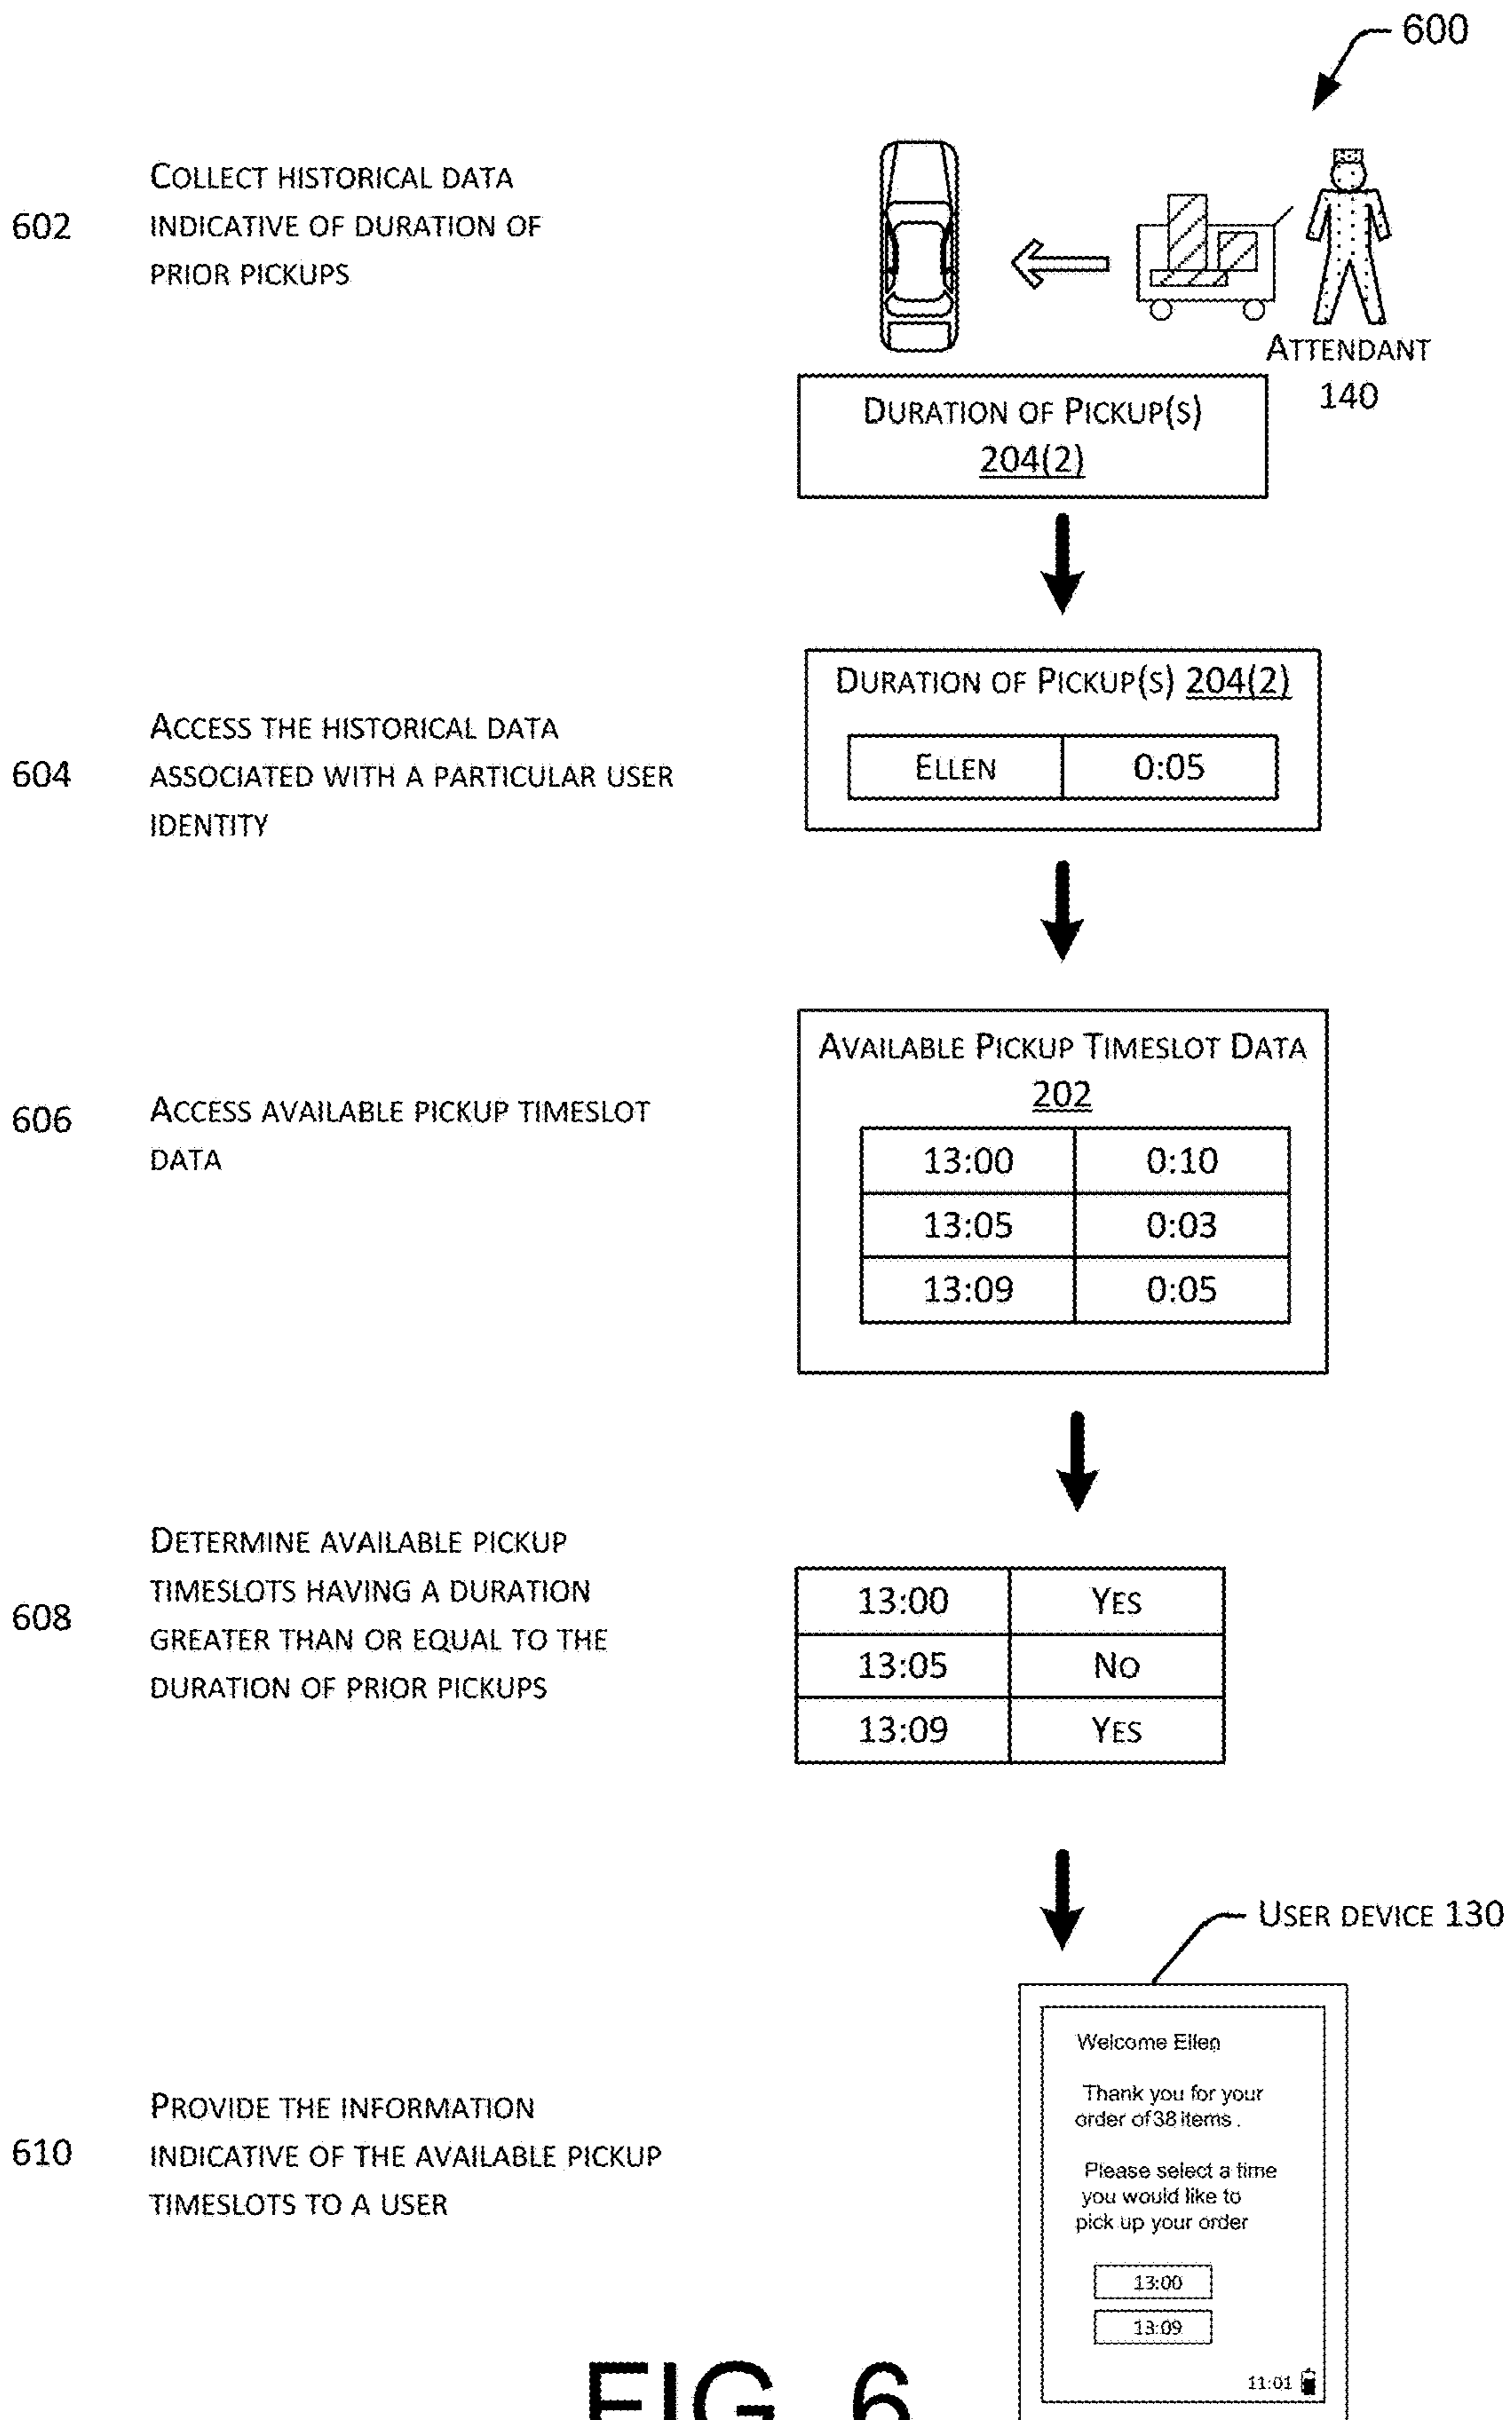 600
COLLECT HISTORICAL DATA
602 INDICATIVE OF DURATION OF
PRIOR PICKUPS
ATTENDANT
140
DURATION OF PICKUP(S)
204(2)
DURATION OF PICKUP(S) 204(2)
ELLEN 0:05
ACCESS THE HISTORICAL DATA
604 ASSOCIATED WITH A PARTICULAR USER
IDENTITY
AVAILABLE PICKUP TIMESLOT DATA
202
13:00 0:10
13:05 0:03
13:09 0:05
606 ACCESS AVAILABLE PICKUP TIMESLOT
DATA
DETERMINE AVAILABLE PICKUP
TIMESLOTS HAVING A DURATION
608 GREATER THAN OR EQUAL TO THE
DURATION OF PRIOR PICKUPS
13:00 YES
13:05 NO
13:09 YES
USER DEVICE 130
PROVIDE THE INFORMATION
610 INDICATIVE OF THE AVAILABLE PICKUP
TIMESLOTS TO A USER
Welcome Ellen
Thank you for your
order of 38 items .
Please select a time
you would like to
pick up your order
13:00
13:09
11:01
FIG. 6